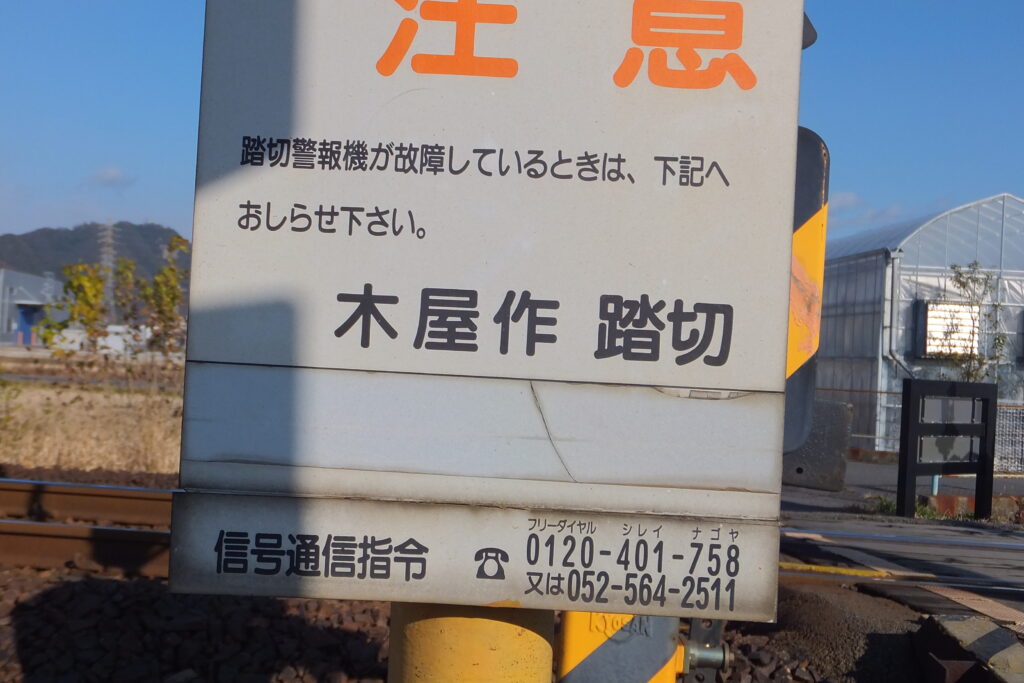 注意
踏切警報機が故障しているときは、下記へ
おしらせ下さい。
木屋作 踏切
フリーダイヤル シレイ ナゴヤ
信号通信指令 ☎ 0120-401-758
又は052-564-2511
KYOSAN